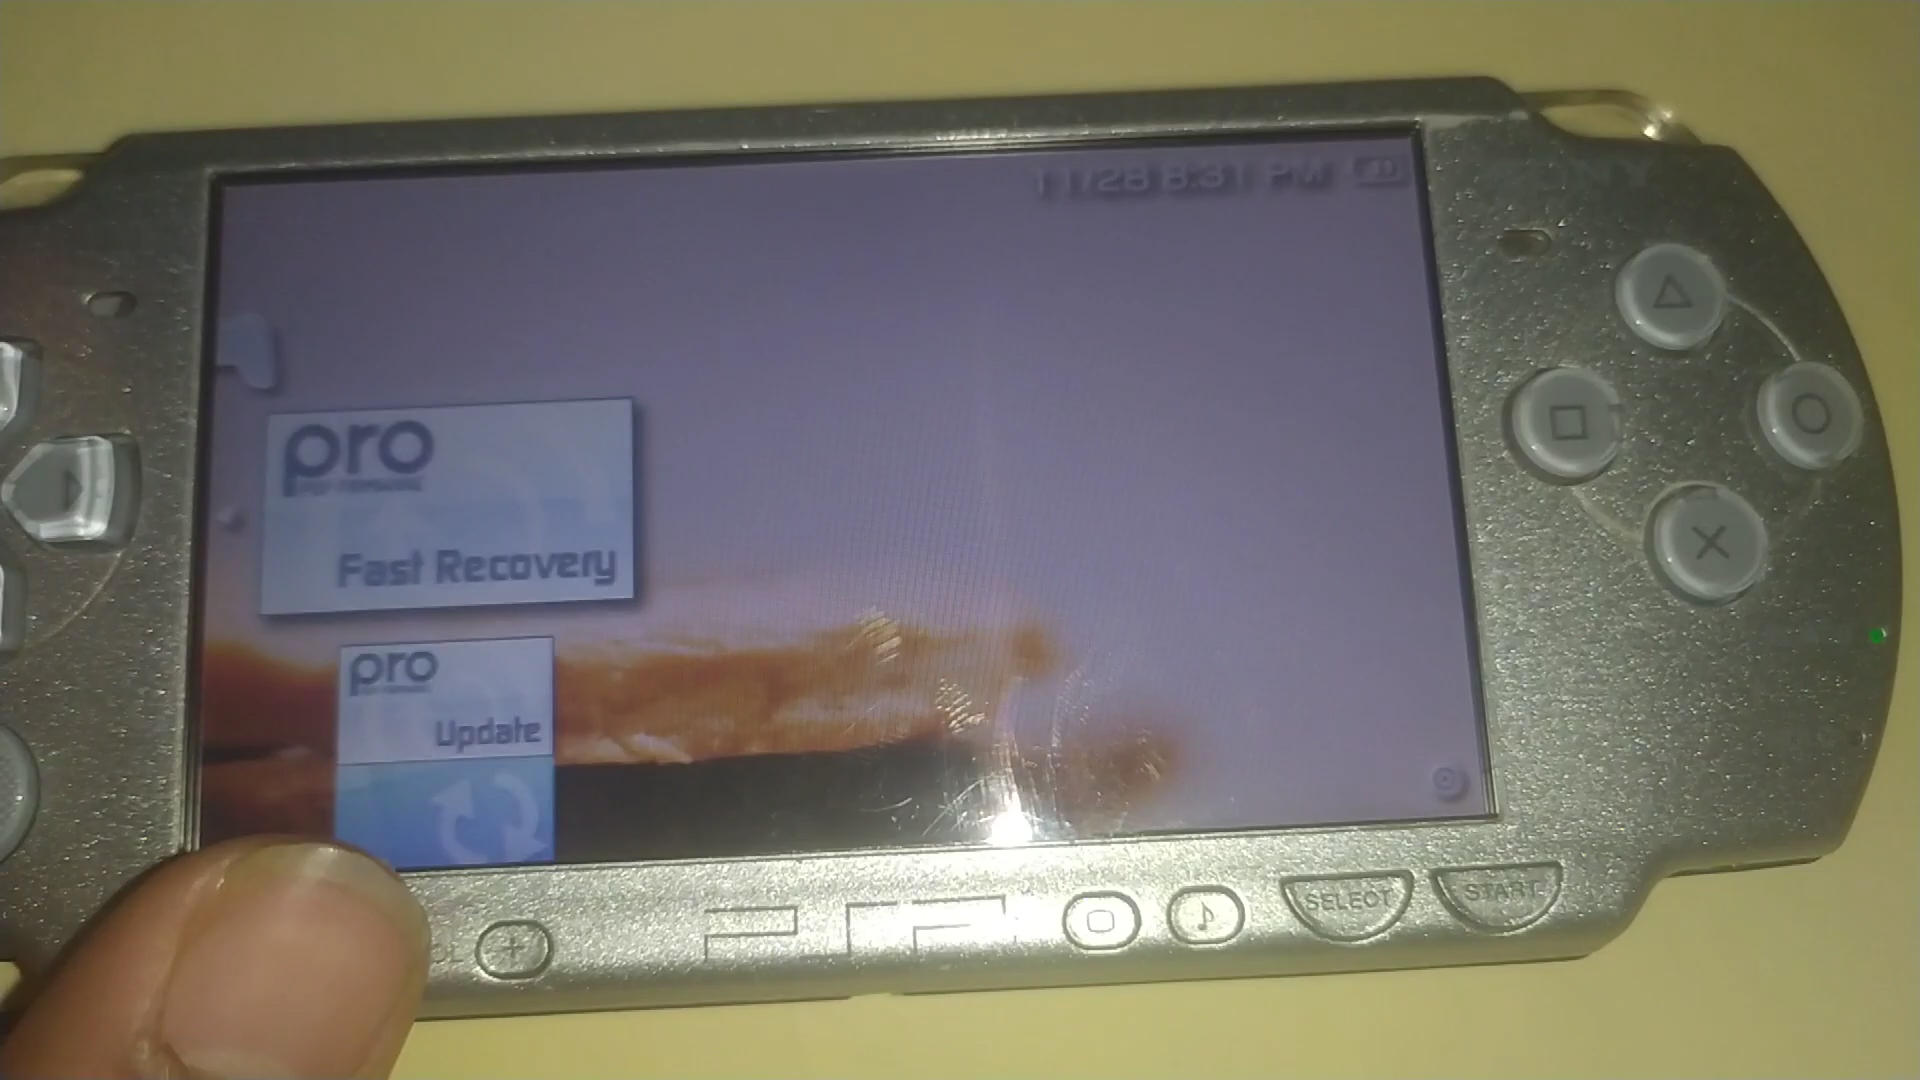 11/28 8:31 PM
pro
Fast Recovery
pro
Update
SELECT
START